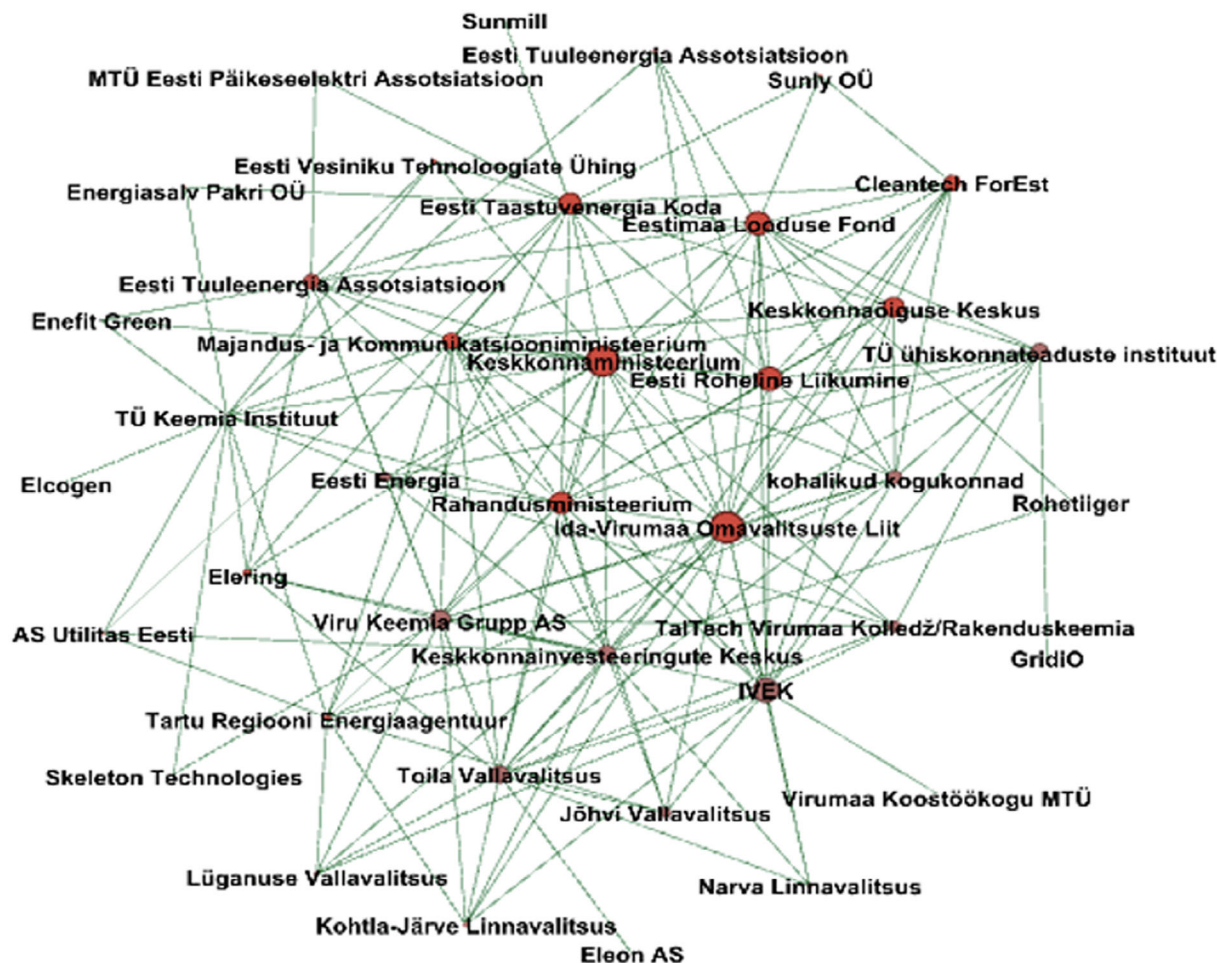 Sunmill
Eesti Tuuleenergia Assotsiatsioon
MTÜ Eesti Päikeseelektri Assotsiatsioon
Sunly OÜ
Eesti Vesiniku Tehnoloogiate Ühing
Cleantech ForEst
Energiasalv Pakri OÜ
Eesti Taastuvenergia Koda
Eestimaa Looduse Fond
Eesti Tuuleenergia Assotsiatsioon
Keskkonnaõiguse Keskus
Enefit Green
Majandus- ja Kommunikatsiooniministeerium
TÜ ühiskonnateaduste instituut
Keskkonnaministeerium
Eesti Roheline Liikumine
TÜ Keemia Instituut
Elcogen
Eesti Energia
kohalikud kogukonnad
Rahandusministeerium
Rohetiiger
Ida-Virumaa Omavalitsuste Liit
Elering
Viru Keemia Grupp AS
AS Utilitas Eesti
TalTech Virumaa Kolledž/Rakenduskeemia
Keskkonnainvesteeringute Keskus
GridiO
IVEK
Tartu Regiooni Energiaagentuur
Skeleton Technologies
Toila Vallavalitsus
Virumaa Koostöökogu MTÜ
Jõhvi Vallavalitsus
Lüganuse Vallavalitsus
Narva Linnavalitsus
Kohtla-Järve Linnavalitsus
Eleon AS